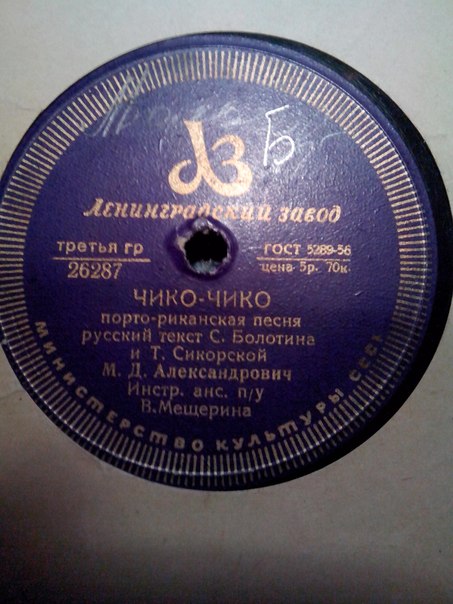 Б
ЛЗ
Ленинградский завод
третья гр
26287
ГОСТ 5289-56
цена 5р. 70к.
ЧИКО-ЧИКО
порто-риканская песня
русский текст С. Болотина
и Т. Сикорской
М. Д. Александрович
Инстр. анс. п/у
В. Мещерина
МИНИСТЕРСТВО КУЛЬТУРЫ СССР